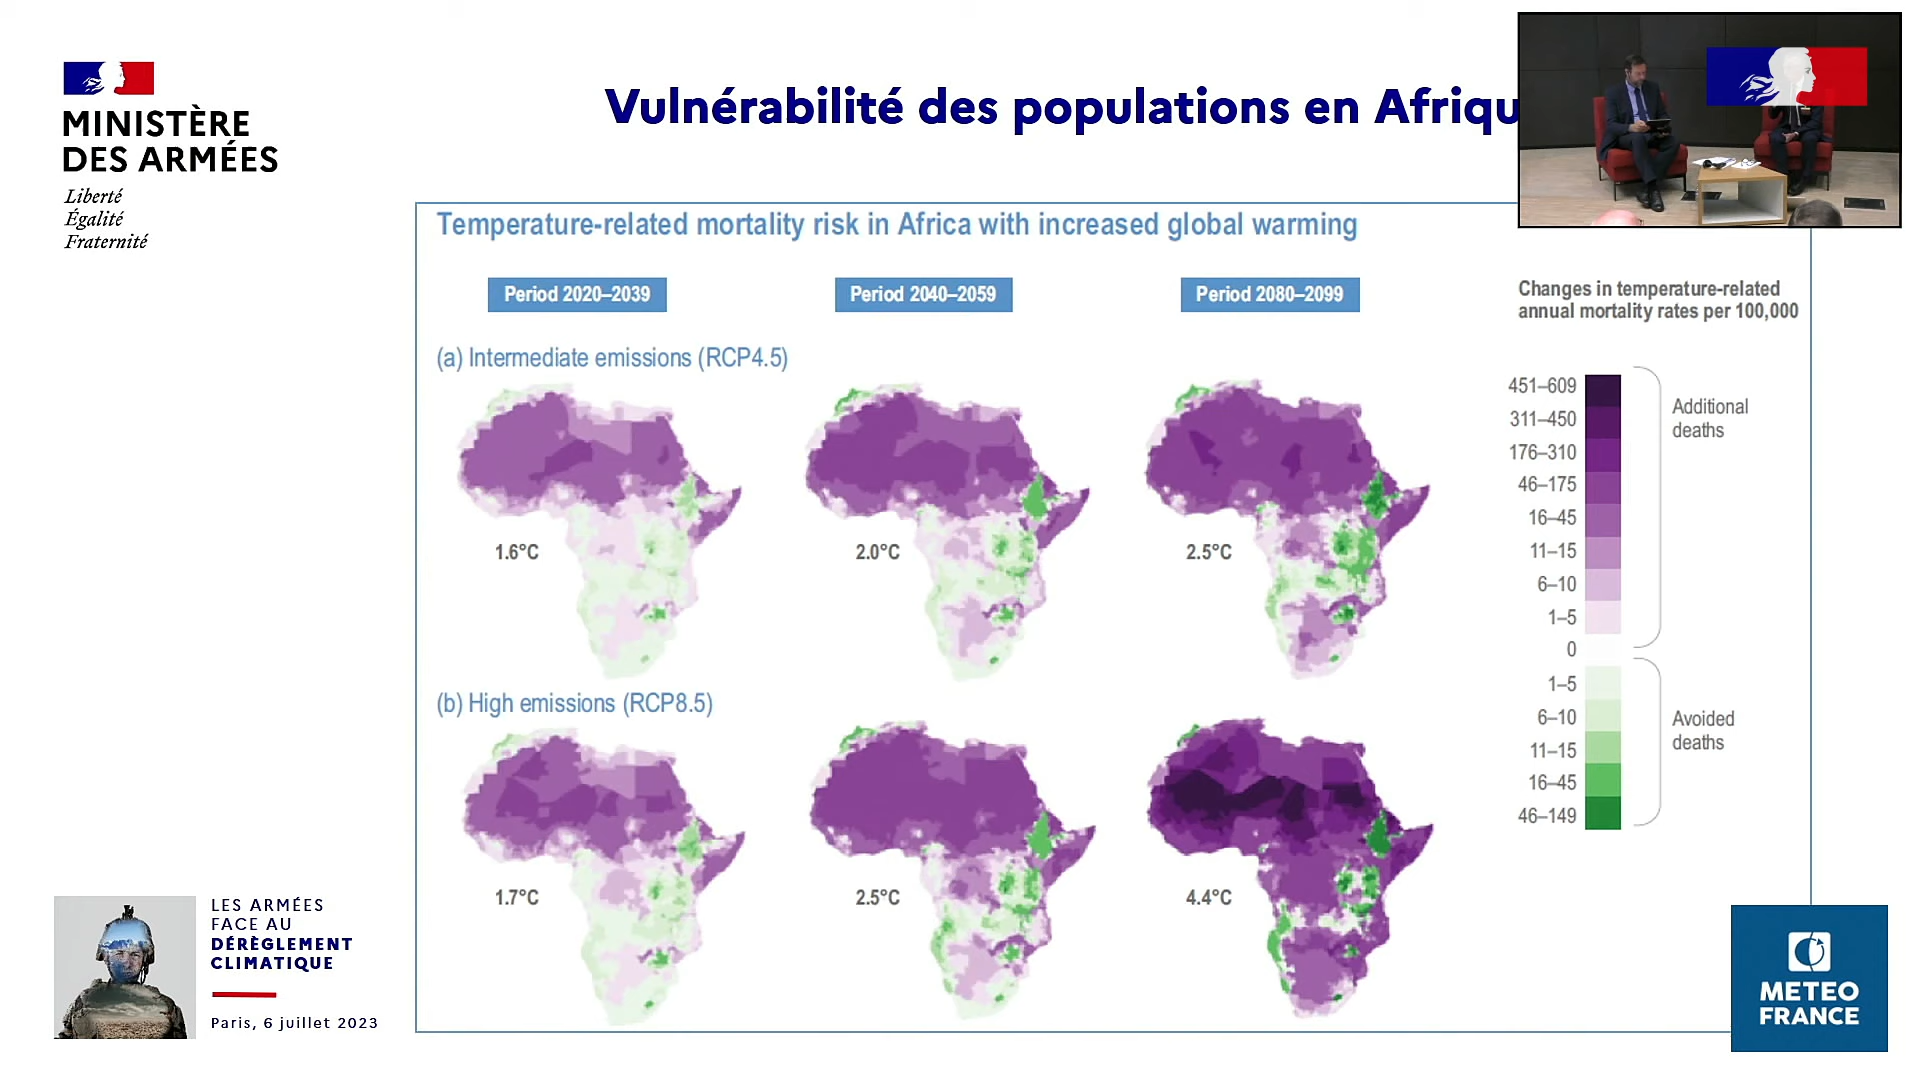 MINISTÈRE
DES ARMÉES
Liberté
Égalité
Fraternité
Vulnérabilité des populations en Afriqu
Temperature-related mortality risk in Africa with increased global warming
Period 2020–2039
Period 2040–2059
Period 2080–2099
Changes in temperature-related
annual mortality rates per 100,000
(a) Intermediate emissions (RCP4.5)
1.6°C
2.0°C
2.5°C
(b) High emissions (RCP8.5)
1.7°C
2.5°C
4.4°C
451–609
311–450
176–310
46–175
16–45
11–15
6–10
1–5
0
1–5
6–10
11–15
16–45
46–149
Additional
deaths
Avoided
deaths
LES ARMÉES
FACE AU
DÉRÈGLEMENT
CLIMATIQUE
Paris, 6 juillet 2023
METEO
FRANCE